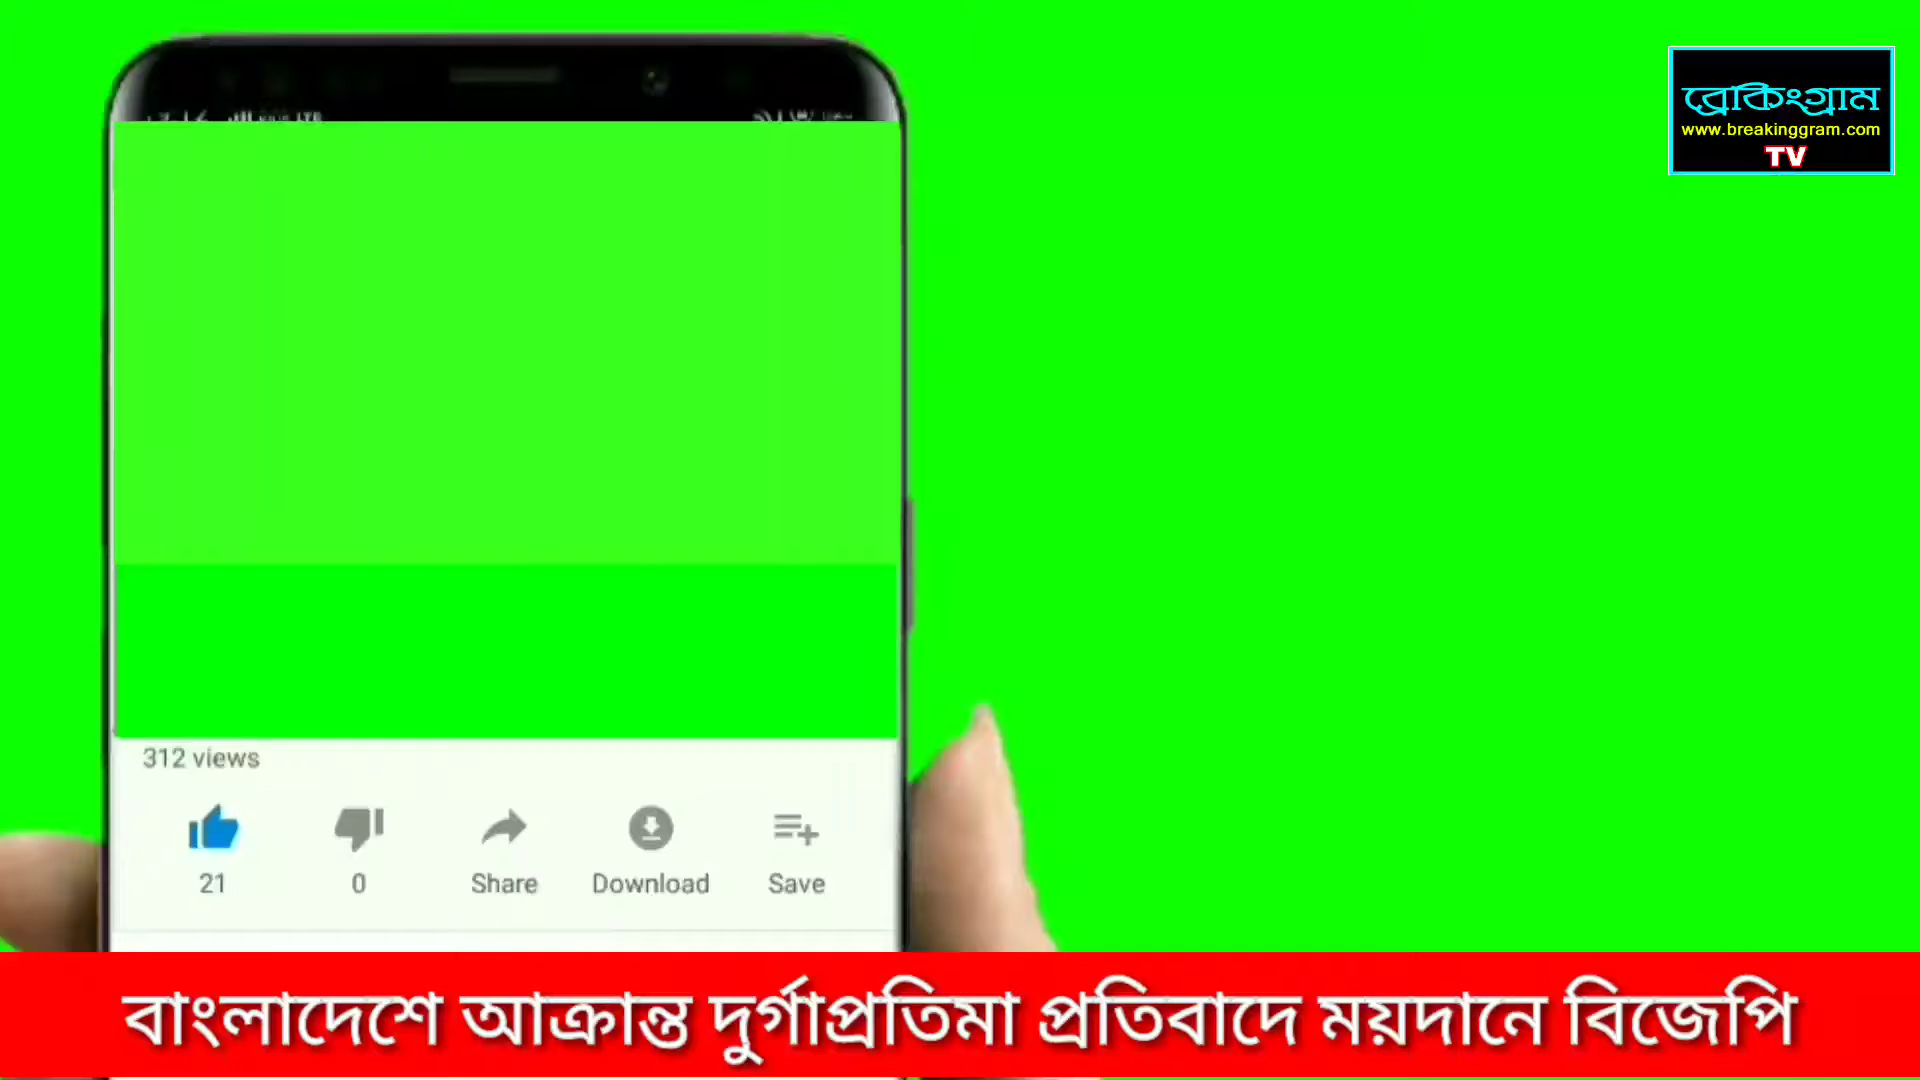 ব্রেকিংগ্রাম
www.breakinggram.com
TV
312 views
21
0
Share
Download
Save
বাংলাদেশে আক্রান্ত দুর্গাপ্রতিমা প্রতিবাদে ময়দানে বিজেপি